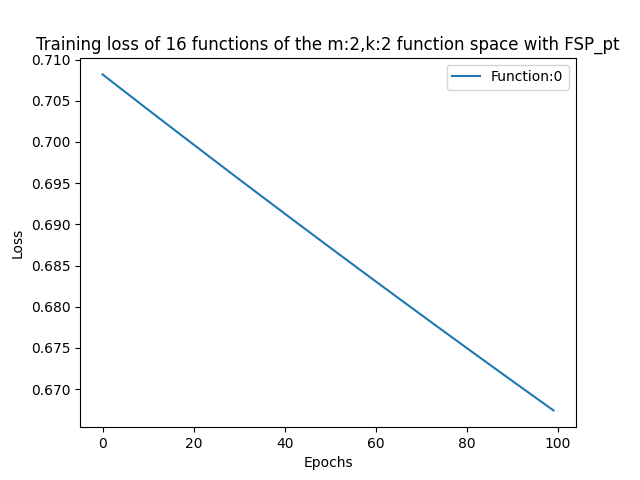 Training loss of 16 functions of the m:2,k:2 function space with FSP_pt
Function:0
0.710
0.705
0.700
0.695
0.690
0.685
0.680
0.675
0.670
Loss
0 20 40 60 80 100
Epochs